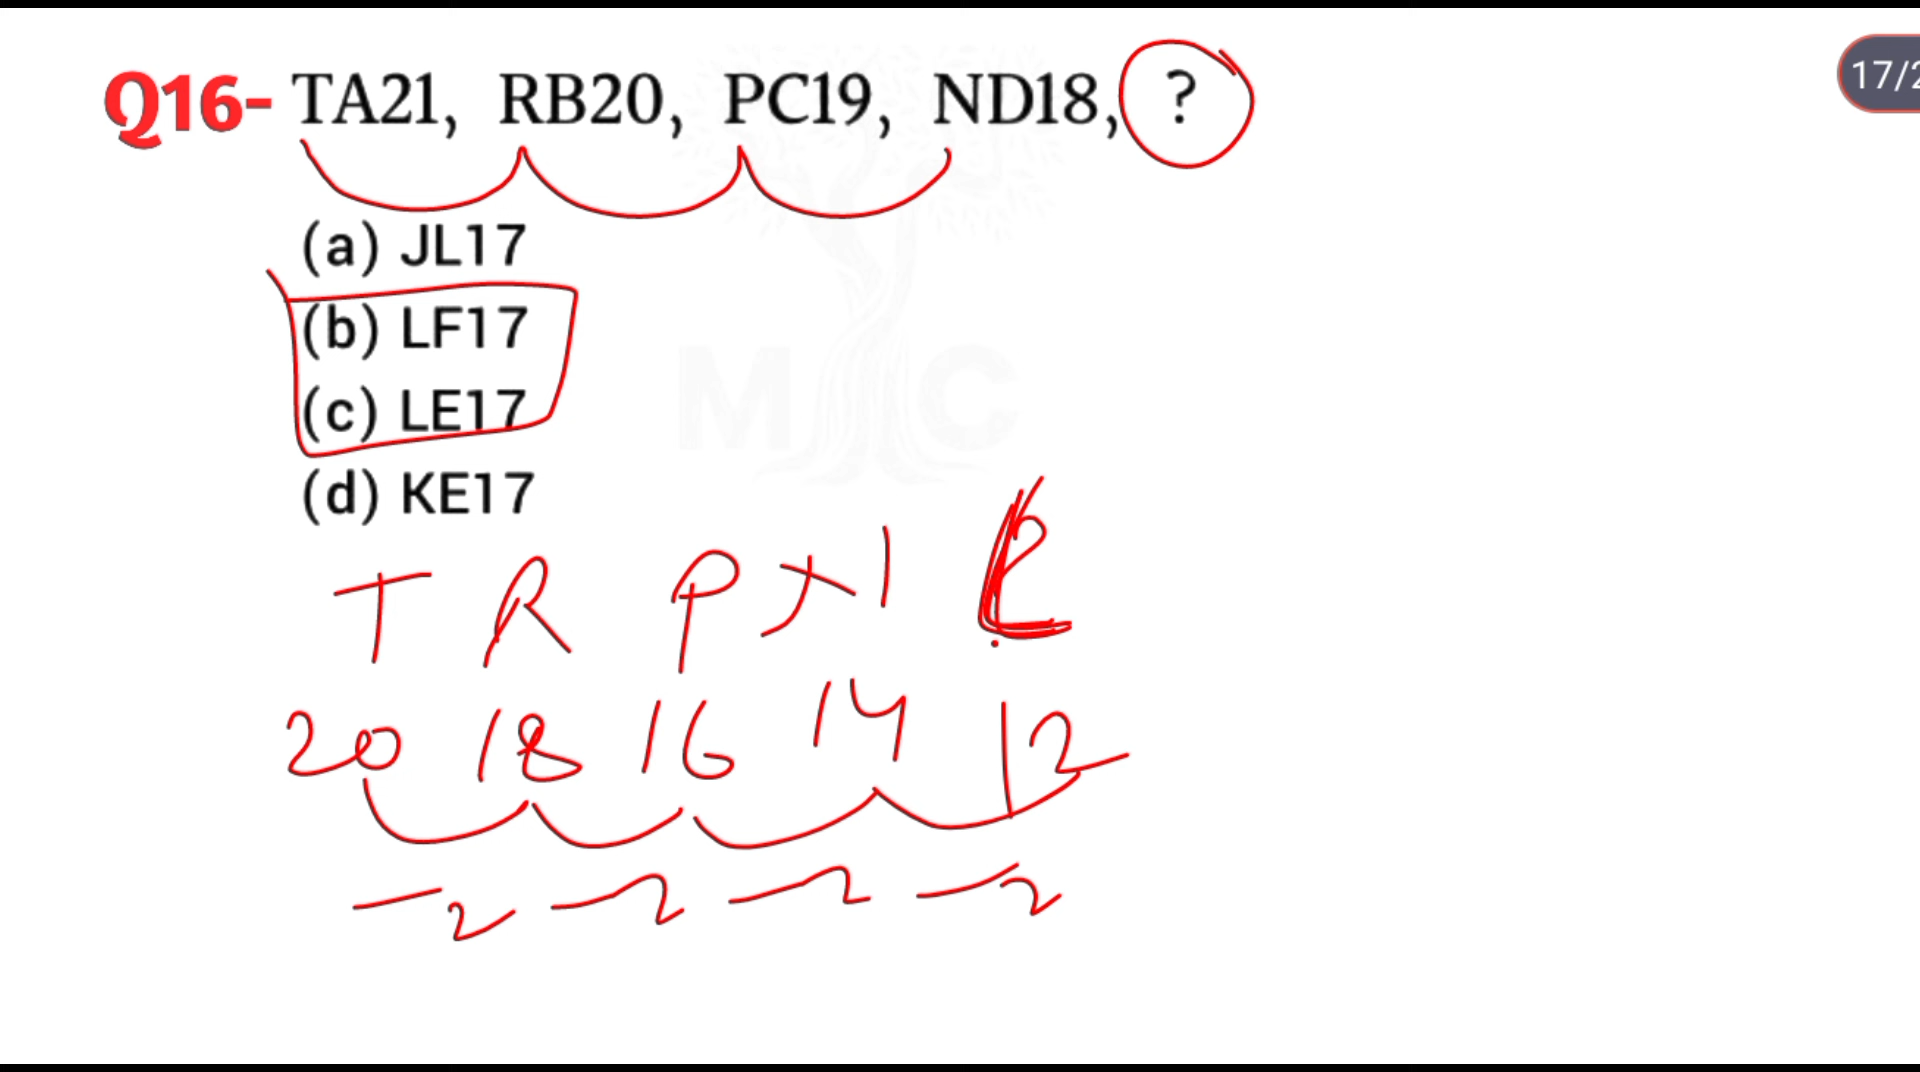 Q16- TA21, RB20, PC19, ND18, ?
17/2
(a) JL17
(b) LF17
(c) LE17
(d) KE17
M C
T R P N L
20 18 16 14 12
-2 -2 -2 -2